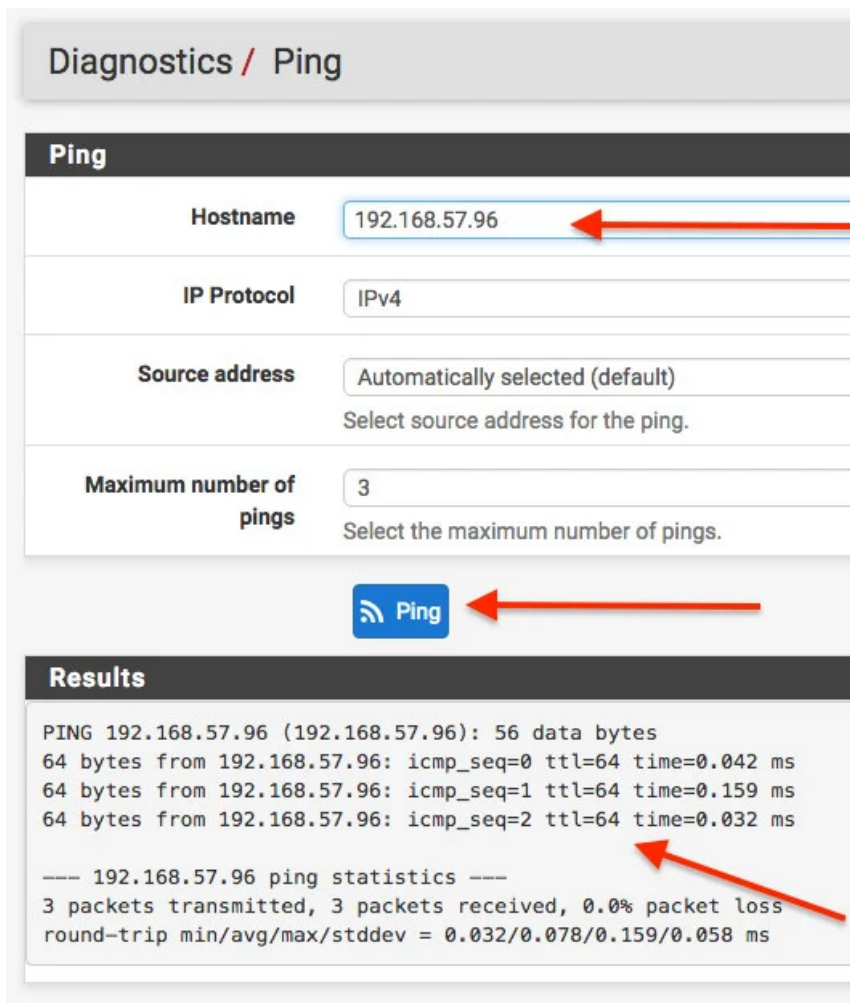 Diagnostics / Ping
Ping
Hostname
192.168.57.96
IP Protocol
IPv4
Source address
Automatically selected (default)
Select source address for the ping.
Maximum number of
pings
3
Select the maximum number of pings.
Ping
Results
PING 192.168.57.96 (192.168.57.96): 56 data bytes
64 bytes from 192.168.57.96: icmp_seq=0 ttl=64 time=0.042 ms
64 bytes from 192.168.57.96: icmp_seq=1 ttl=64 time=0.159 ms
64 bytes from 192.168.57.96: icmp_seq=2 ttl=64 time=0.032 ms
--- 192.168.57.96 ping statistics ---
3 packets transmitted, 3 packets received, 0.0% packet loss
round-trip min/avg/max/stddev = 0.032/0.078/0.159/0.058 ms